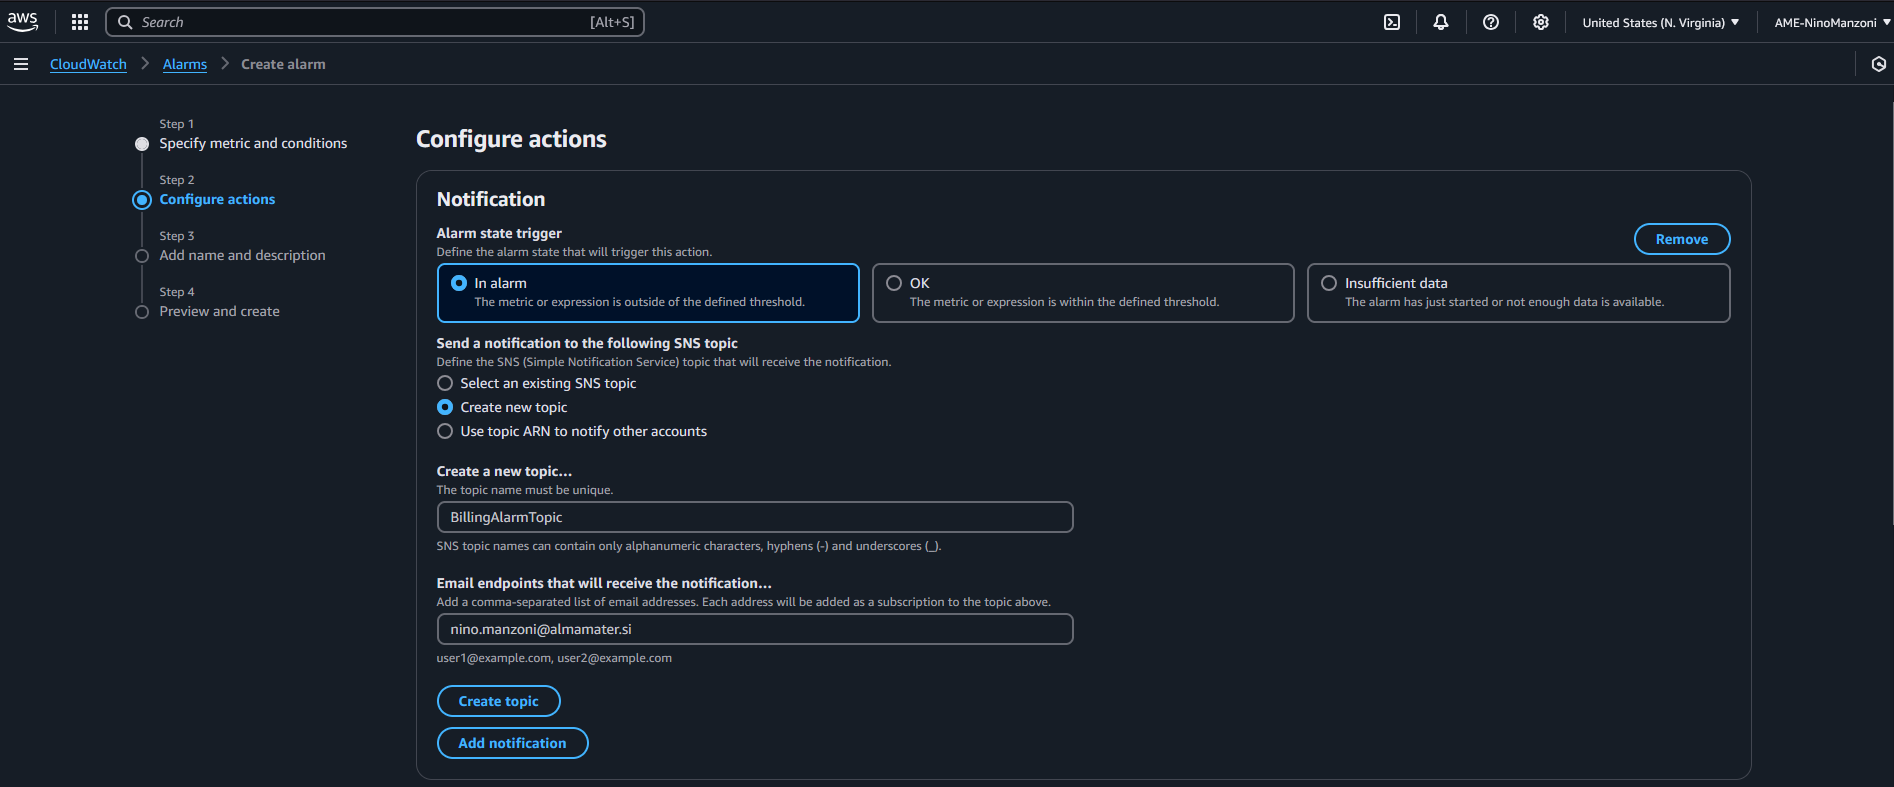 aws
Search [Alt+S]
United States (N. Virginia)
AME-NinoManzoni
CloudWatch
Alarms
Create alarm
Step 1
Specify metric and conditions
Step 2
Configure actions
Step 3
Add name and description
Step 4
Preview and create
Configure actions
Notification
Alarm state trigger
Define the alarm state that will trigger this action.
Remove
In alarm
The metric or expression is outside of the defined threshold.
OK
The metric or expression is within the defined threshold.
Insufficient data
The alarm has just started or not enough data is available.
Send a notification to the following SNS topic
Define the SNS (Simple Notification Service) topic that will receive the notification.
Select an existing SNS topic
Create new topic
Use topic ARN to notify other accounts
Create a new topic...
The topic name must be unique.
BillingAlarmTopic
SNS topic names can contain only alphanumeric characters, hyphens (-) and underscores (_).
Email endpoints that will receive the notification...
Add a comma-separated list of email addresses. Each address will be added as a subscription to the topic above.
nino.manzoni@almamater.si
user1@example.com, user2@example.com
Create topic
Add notification